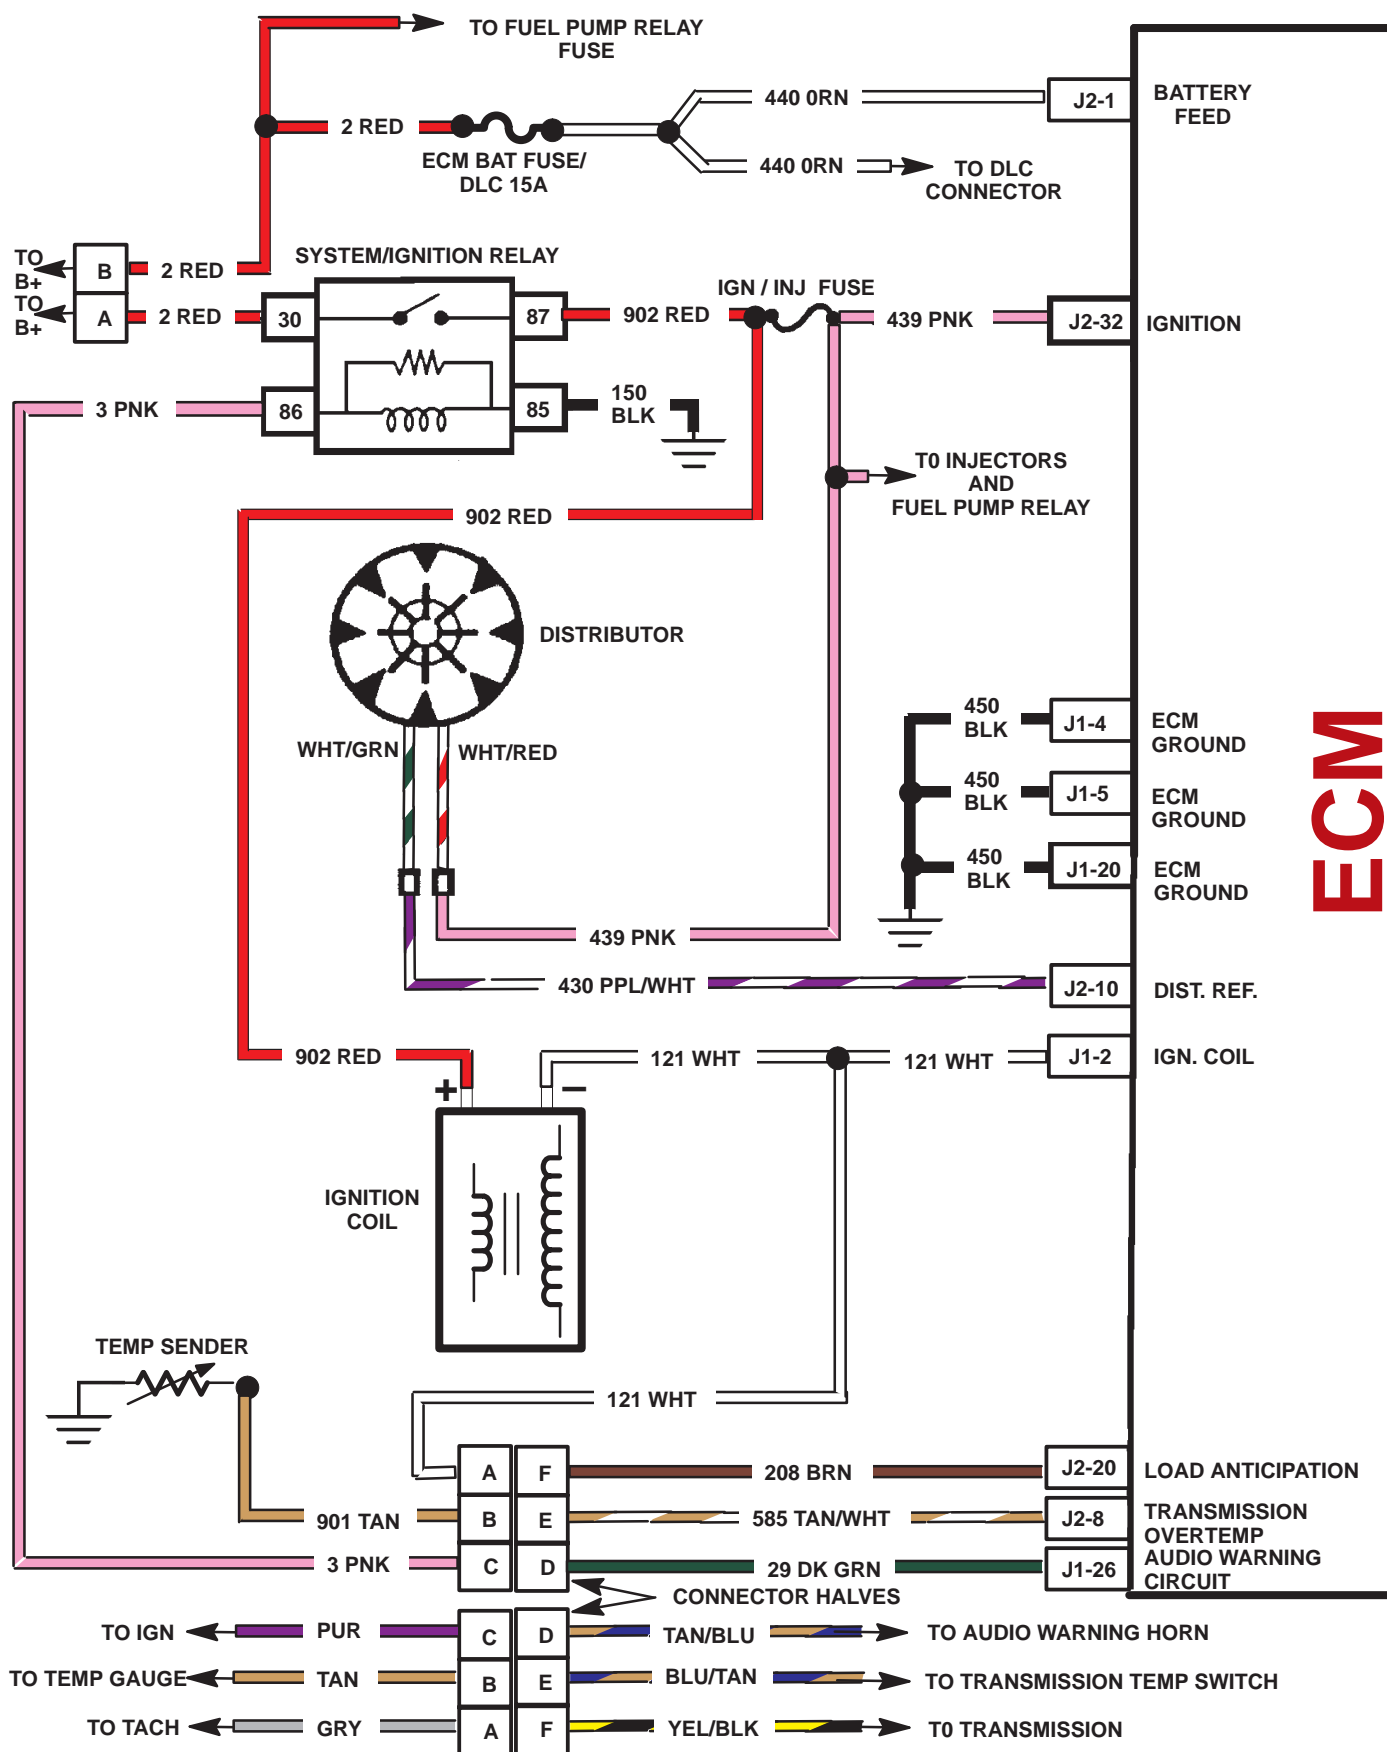 TO FUEL PUMP RELAY
FUSE
440 0RN
J2-1
BATTERY
FEED
2 RED
ECM BAT FUSE/
DLC 15A
440 0RN
TO DLC
CONNECTOR
TO
B+
B
2 RED
SYSTEM/IGNITION RELAY
TO
B+
A
2 RED
30
87
902 RED
IGN / INJ FUSE
439 PNK
J2-32
IGNITION
3 PNK
86
85
150
BLK
T0 INJECTORS
AND
FUEL PUMP RELAY
902 RED
DISTRIBUTOR
WHT/GRN
WHT/RED
450
BLK
J1-4
ECM
GROUND
450
BLK
J1-5
ECM
GROUND
450
BLK
J1-20
ECM
GROUND
ECM
439 PNK
430 PPL/WHT
J2-10
DIST. REF.
902 RED
121 WHT
121 WHT
J1-2
IGN. COIL
+
–
IGNITION
COIL
TEMP SENDER
121 WHT
A
F
208 BRN
J2-20
LOAD ANTICIPATION
901 TAN
B
E
585 TAN/WHT
J2-8
TRANSMISSION
OVERTEMP
3 PNK
C
D
29 DK GRN
J1-26
AUDIO WARNING
CIRCUIT
CONNECTOR HALVES
TO IGN
PUR
C
D
TAN/BLU
TO AUDIO WARNING HORN
TO TEMP GAUGE
TAN
B
E
BLU/TAN
TO TRANSMISSION TEMP SWITCH
TO TACH
GRY
A
F
YEL/BLK
T0 TRANSMISSION